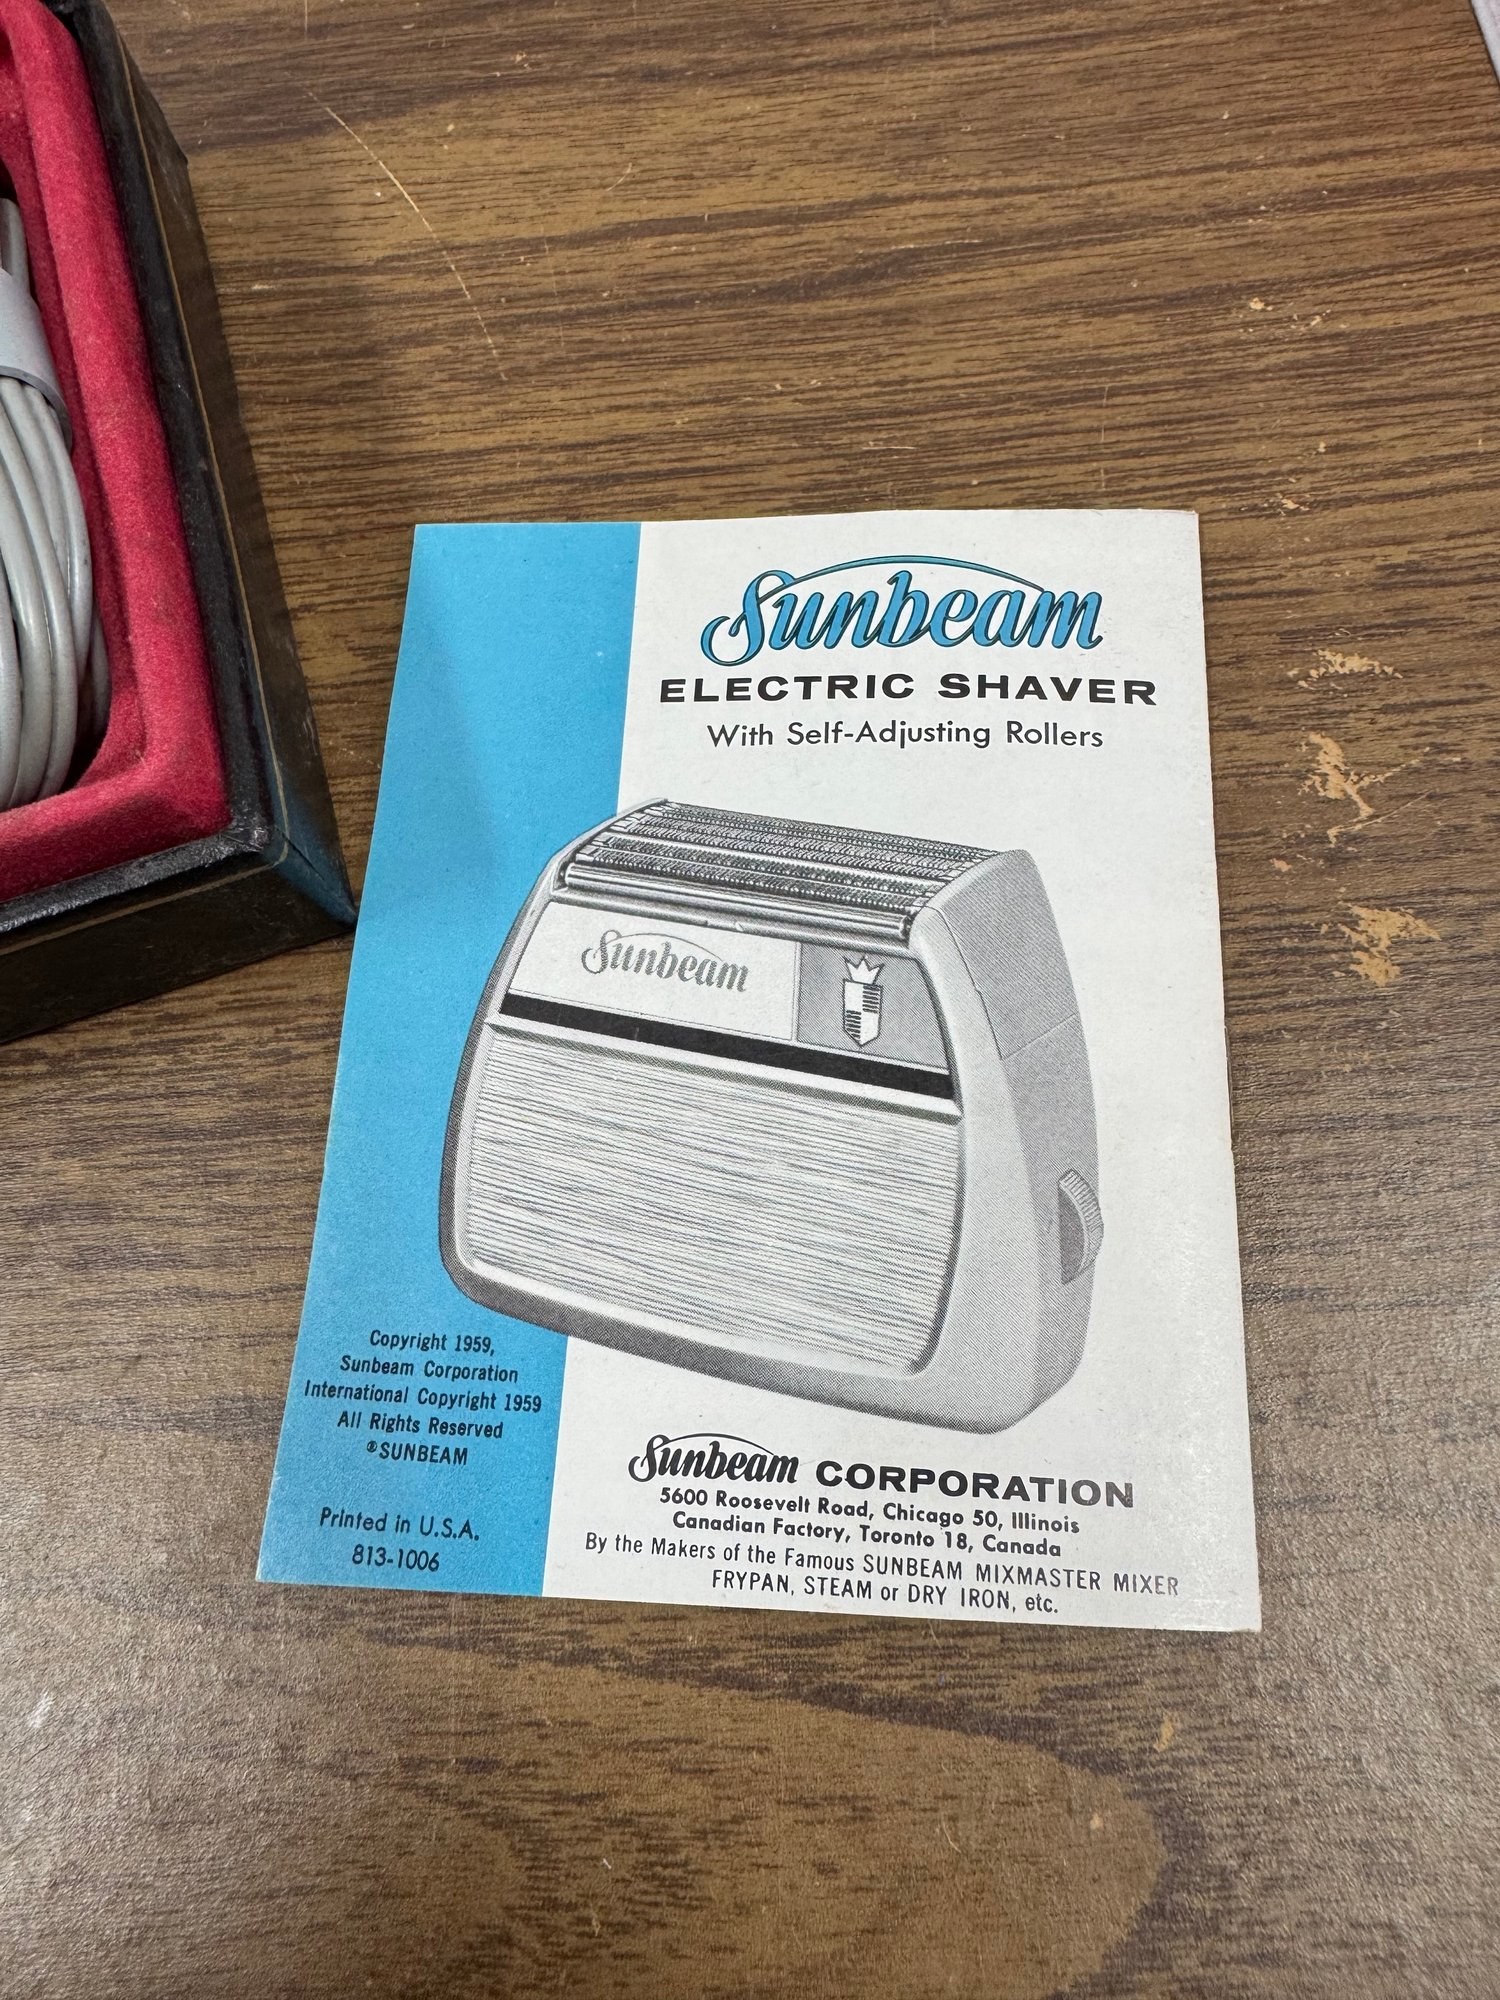 Sunbeam
ELECTRIC SHAVER
With Self-Adjusting Rollers
Sunbeam
Copyright 1959,
Sunbeam Corporation
International Copyright 1959
All Rights Reserved
®SUNBEAM
Printed in U.S.A.
813-1006
Sunbeam CORPORATION
5600 Roosevelt Road, Chicago 50, Illinois
Canadian Factory, Toronto 18, Canada
By the Makers of the Famous SUNBEAM MIXMASTER MIXER
FRYPAN, STEAM or DRY IRON, etc.